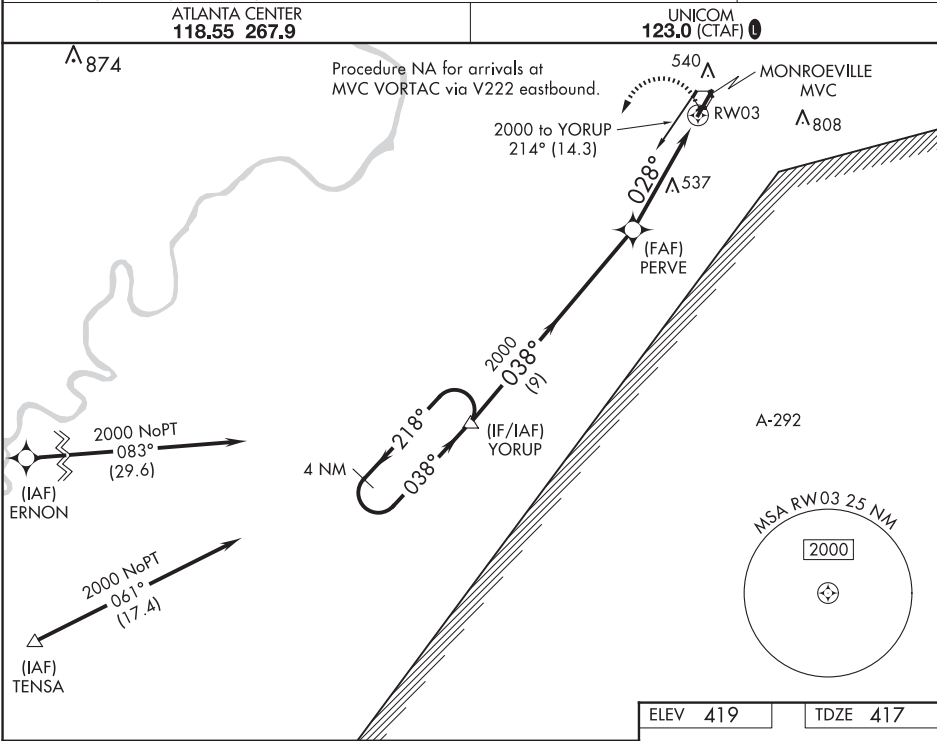 ATLANTA CENTER
118.55 267.9
UNICOM
123.0 (CTAF) L
874
Procedure NA for arrivals at
MVC VORTAC via V222 eastbound.
540
MONROEVILLE
MVC
RW03
808
2000 to YORUP
214° (14.3)
028°
537
(FAF)
PERVE
2000
038°
(9)
218°
038°
4 NM
(IF/IAF)
YORUP
2000 NoPT
083°
(29.6)
(IAF)
ERNON
A-292
2000 NoPT
061°
(17.4)
(IAF)
TENSA
MSA RW03 25 NM
2000
ELEV 419
TDZE 417